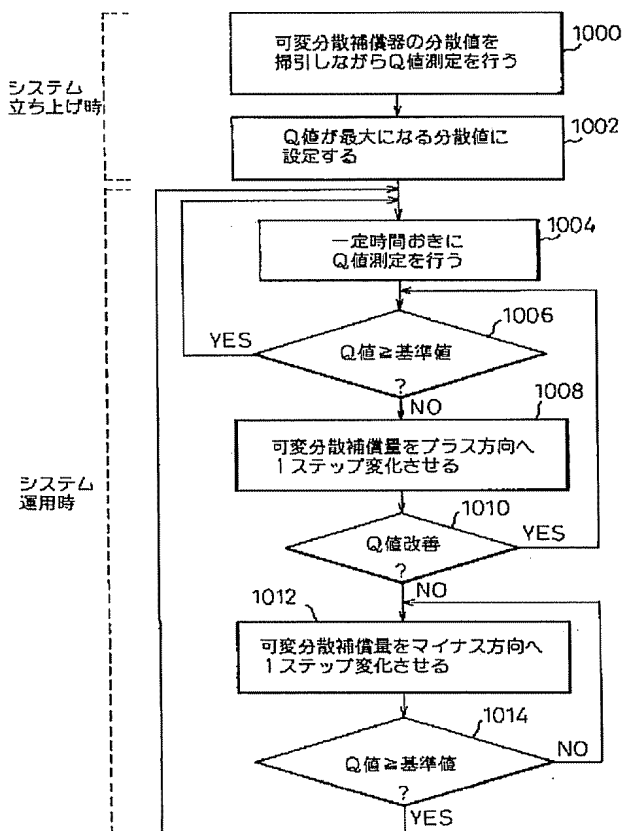 システム
立ち上げ時
可変分散補償器の分散値を
掃引しながらQ値測定を行う
1000
Q値が最大になる分散値に
設定する
1002
システム
運用時
一定時間おきに
Q値測定を行う
1004
Q値≧基準値
?
1006
YES
NO
可変分散補償量をプラス方向へ
1ステップ変化させる
1008
Q値改善
?
1010
YES
NO
1012
可変分散補償量をマイナス方向へ
1ステップ変化させる
Q値≧基準値
?
1014
NO
YES